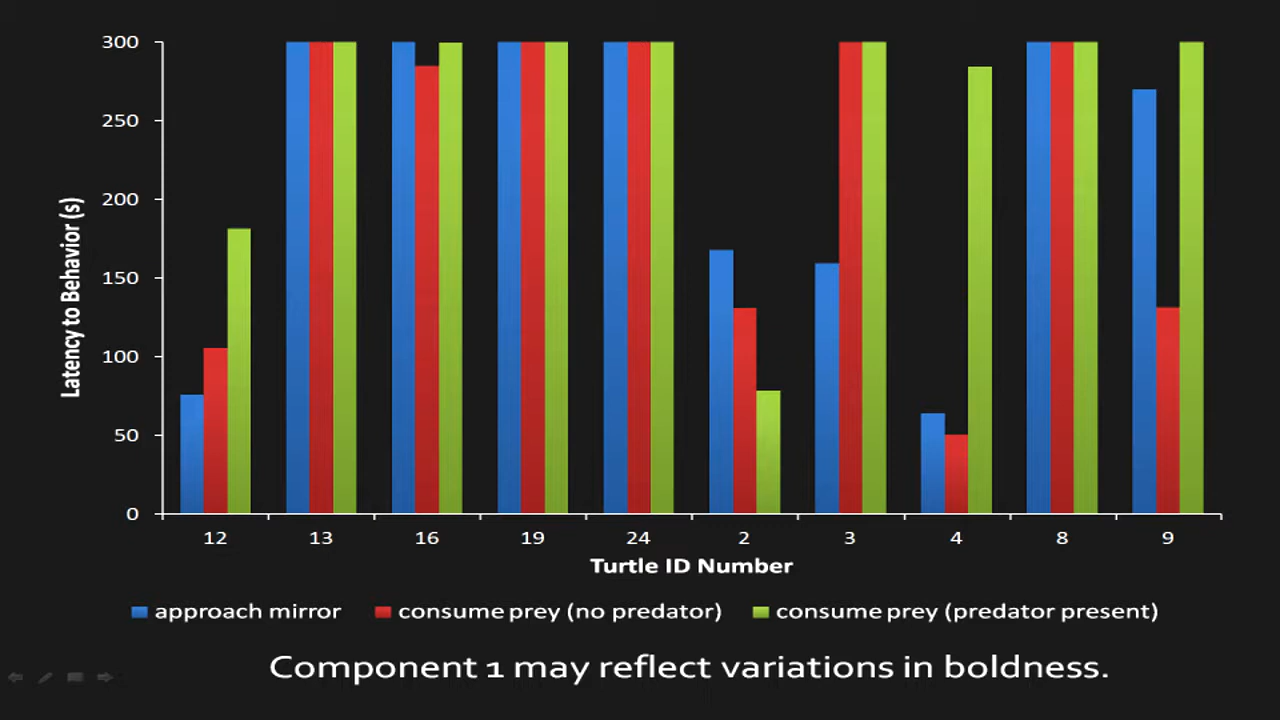 300
250
200
150
100
50
0
Latency to Behavior (s)
12 13 16 19 24 2 3 4 8 9
Turtle ID Number
approach mirror consume prey (no predator) consume prey (predator present)
Component 1 may reflect variations in boldness.